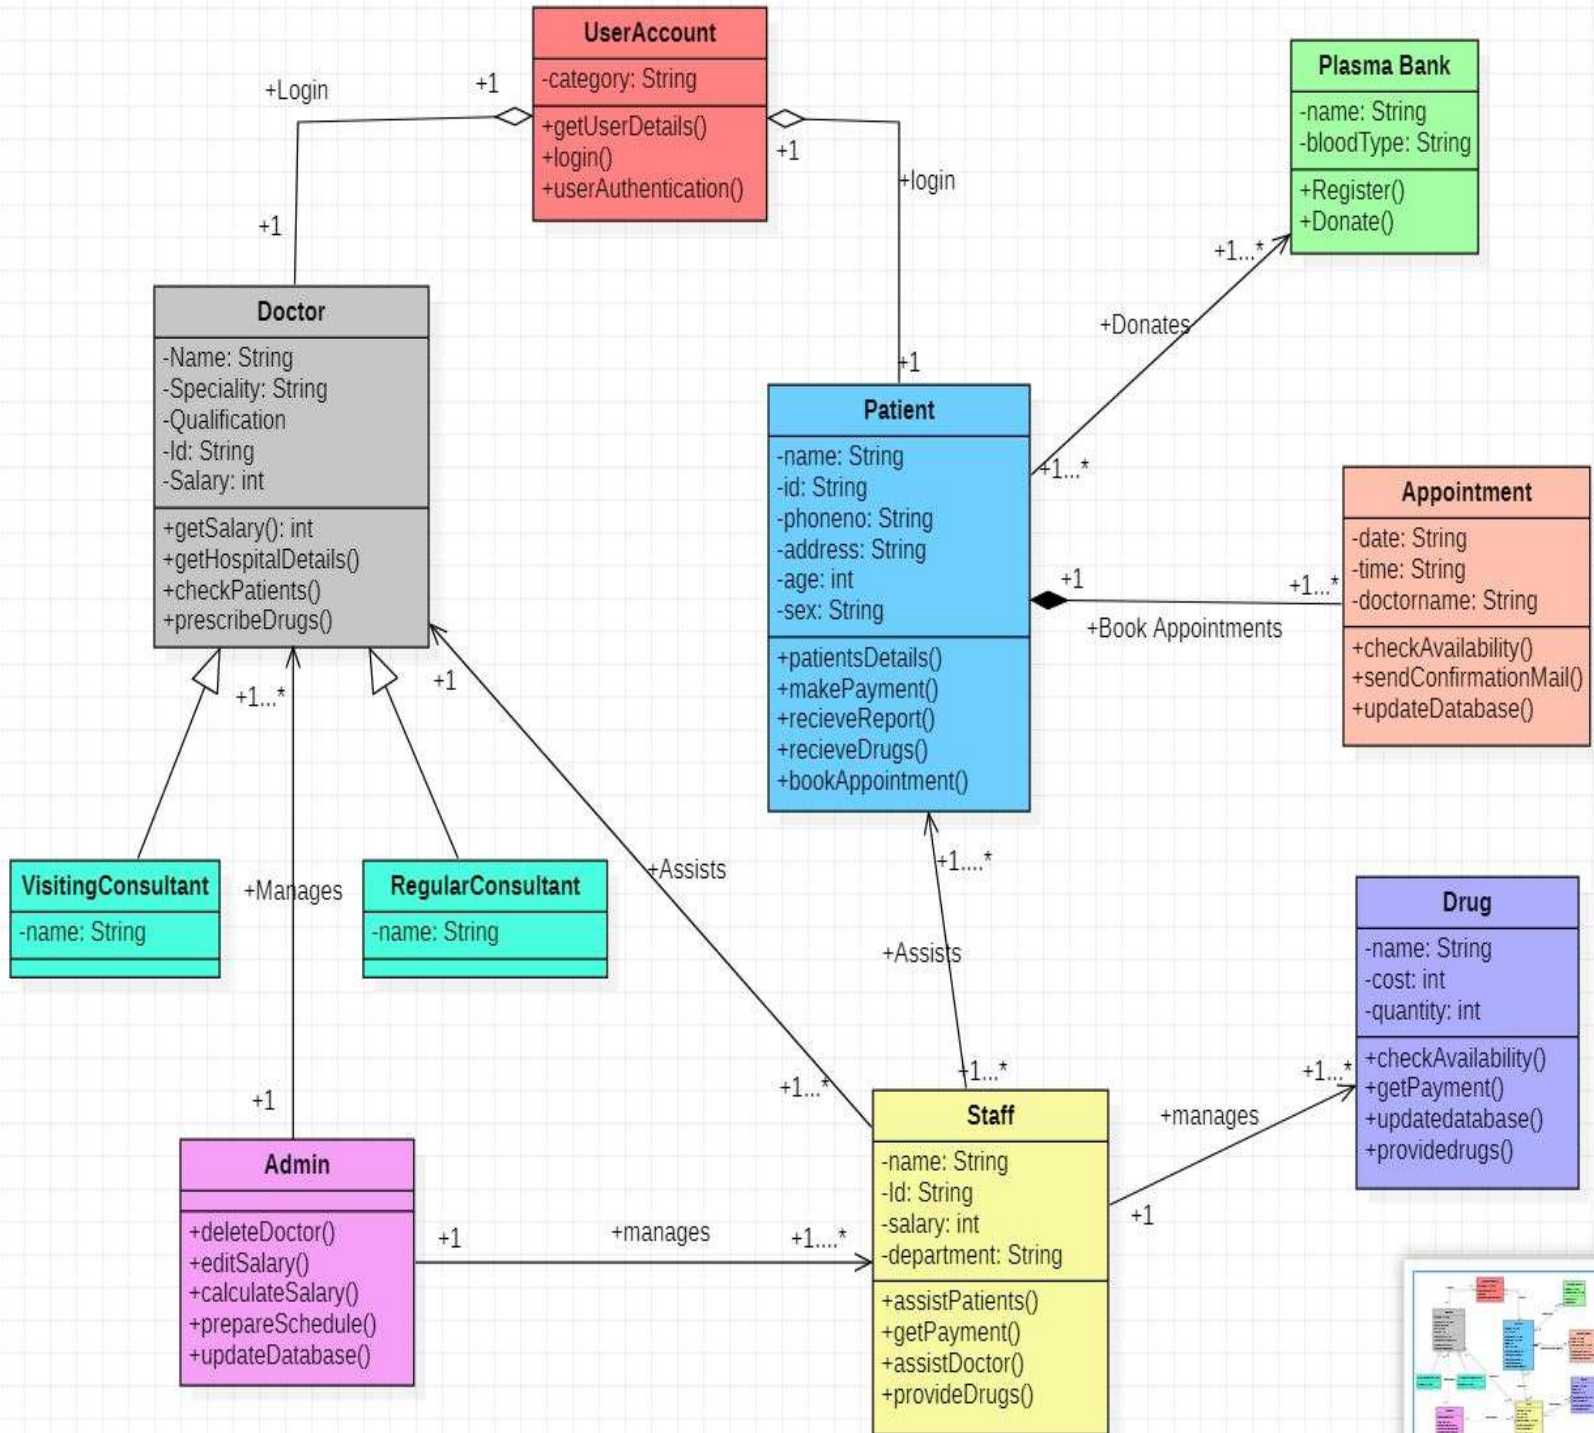 UserAccount
-category: String
+getUserDetails()
+login()
+userAuthentication()
+Login
+1
+1
+1
+login
+1
Plasma Bank
-name: String
-bloodType: String
+Register()
+Donate()
+1...*
+Donates
+1...*
Doctor
-Name: String
-Speciality: String
-Qualification
-Id: String
-Salary: int
+getSalary(): int
+getHospitalDetails()
+checkPatients()
+prescribeDrugs()
Patient
-name: String
-id: String
-phoneno: String
-address: String
-age: int
-sex: String
+patientsDetails()
+makePayment()
+recieveReport()
+recieveDrugs()
+bookAppointment()
+1
+1...*
+Book Appointments
Appointment
-date: String
-time: String
-doctorname: String
+checkAvailability()
+sendConfirmationMail()
+updateDatabase()
+1...*
+1
VisitingConsultant
-name: String
+Manages
RegularConsultant
-name: String
+Assists
+1....*
+Assists
+1...*
+1...*
Drug
-name: String
-cost: int
-quantity: int
+checkAvailability()
+getPayment()
+updatedatabase()
+providedrugs()
+1...*
+manages
+1
+1
Admin
+deleteDoctor()
+editSalary()
+calculateSalary()
+prepareSchedule()
+updateDatabase()
+1
+manages
+1....*
Staff
-name: String
-Id: String
-salary: int
-department: String
+assistPatients()
+getPayment()
+assistDoctor()
+provideDrugs()